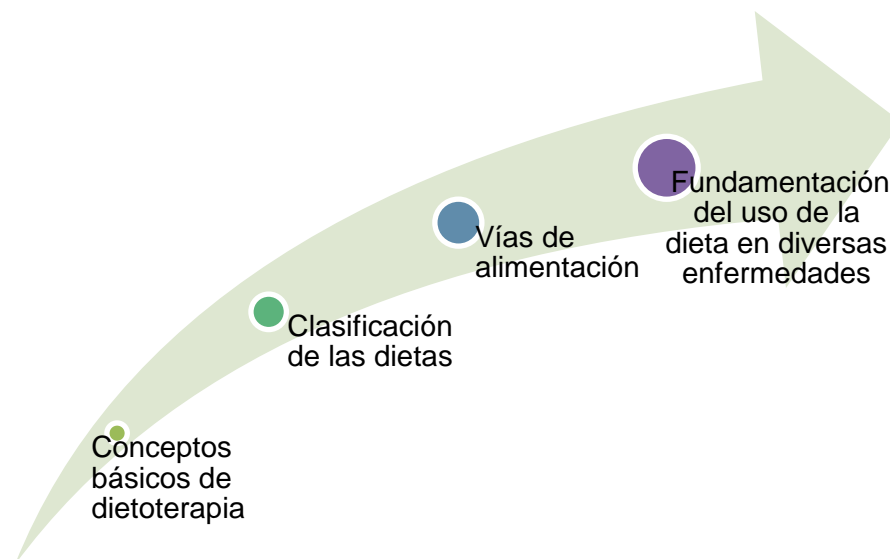 Conceptos
básicos de
dietoterapia
Clasificación
de las dietas
Vías de
alimentación
Fundamentación
del uso de la
dieta en diversas
enfermedades